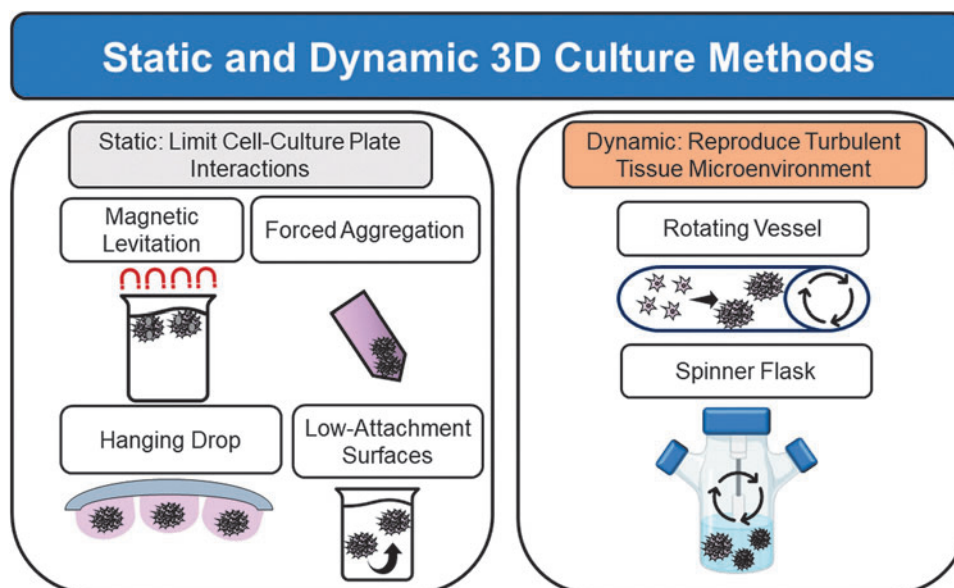 Static and Dynamic 3D Culture Methods
Static: Limit Cell-Culture Plate
Interactions
Magnetic
Levitation
Forced Aggregation
Hanging Drop
Low-Attachment
Surfaces
Dynamic: Reproduce Turbulent
Tissue Microenvironment
Rotating Vessel
Spinner Flask